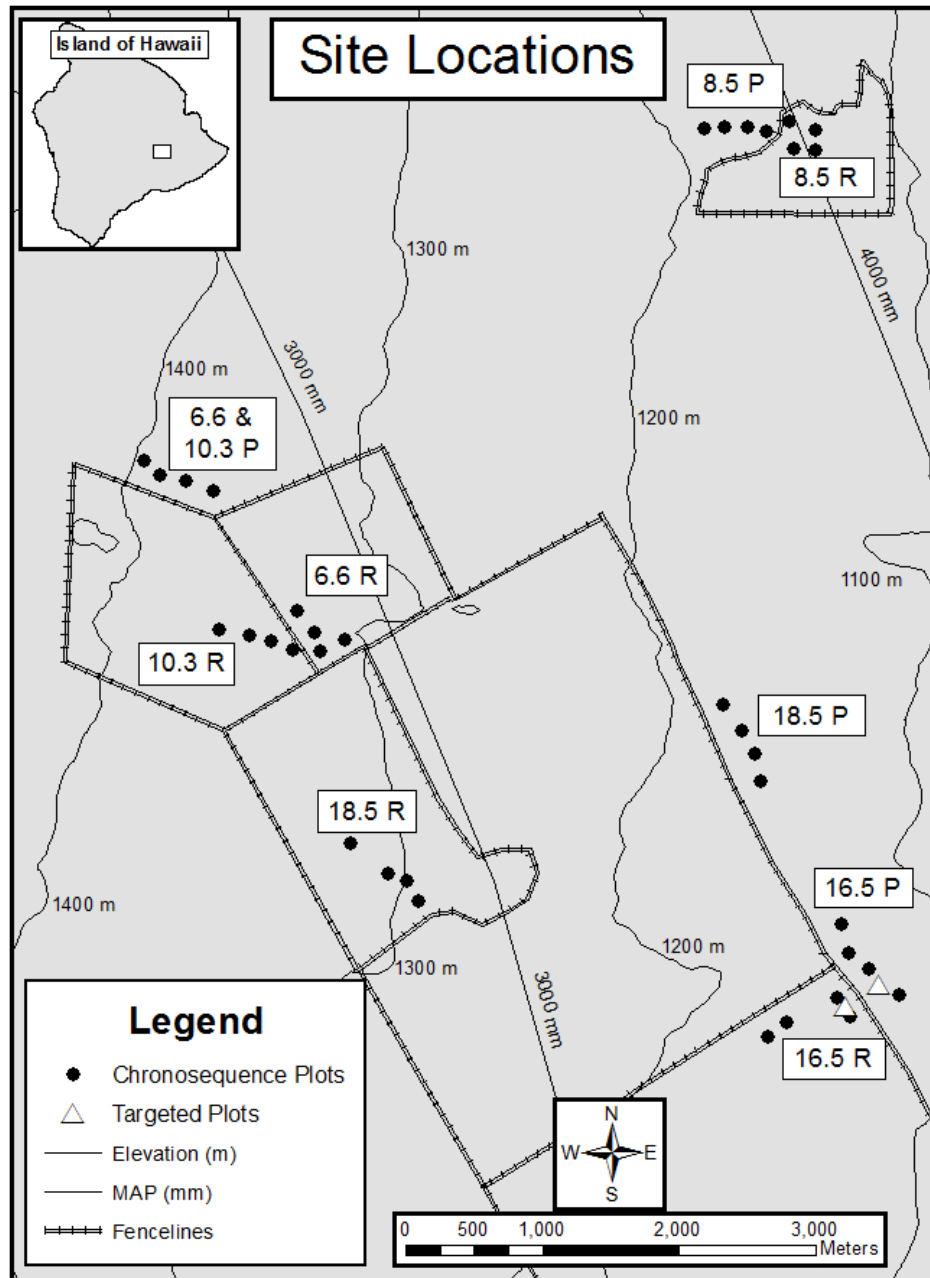 Island of Hawaii
Site Locations
8.5 P
8.5 R
1300 m
4000 mm
3000 mm
1400 m
1200 m
6.6 &
10.3 P
1100 m
6.6 R
10.3 R
18.5 P
18.5 R
16.5 P
1400 m
1200 m
1300 m
3000 mm
16.5 R
Legend
Chronosequence Plots
Targeted Plots
Elevation (m)
MAP (mm)
Fencelines
N
W E
S
0 500 1,000 2,000 3,000
Meters